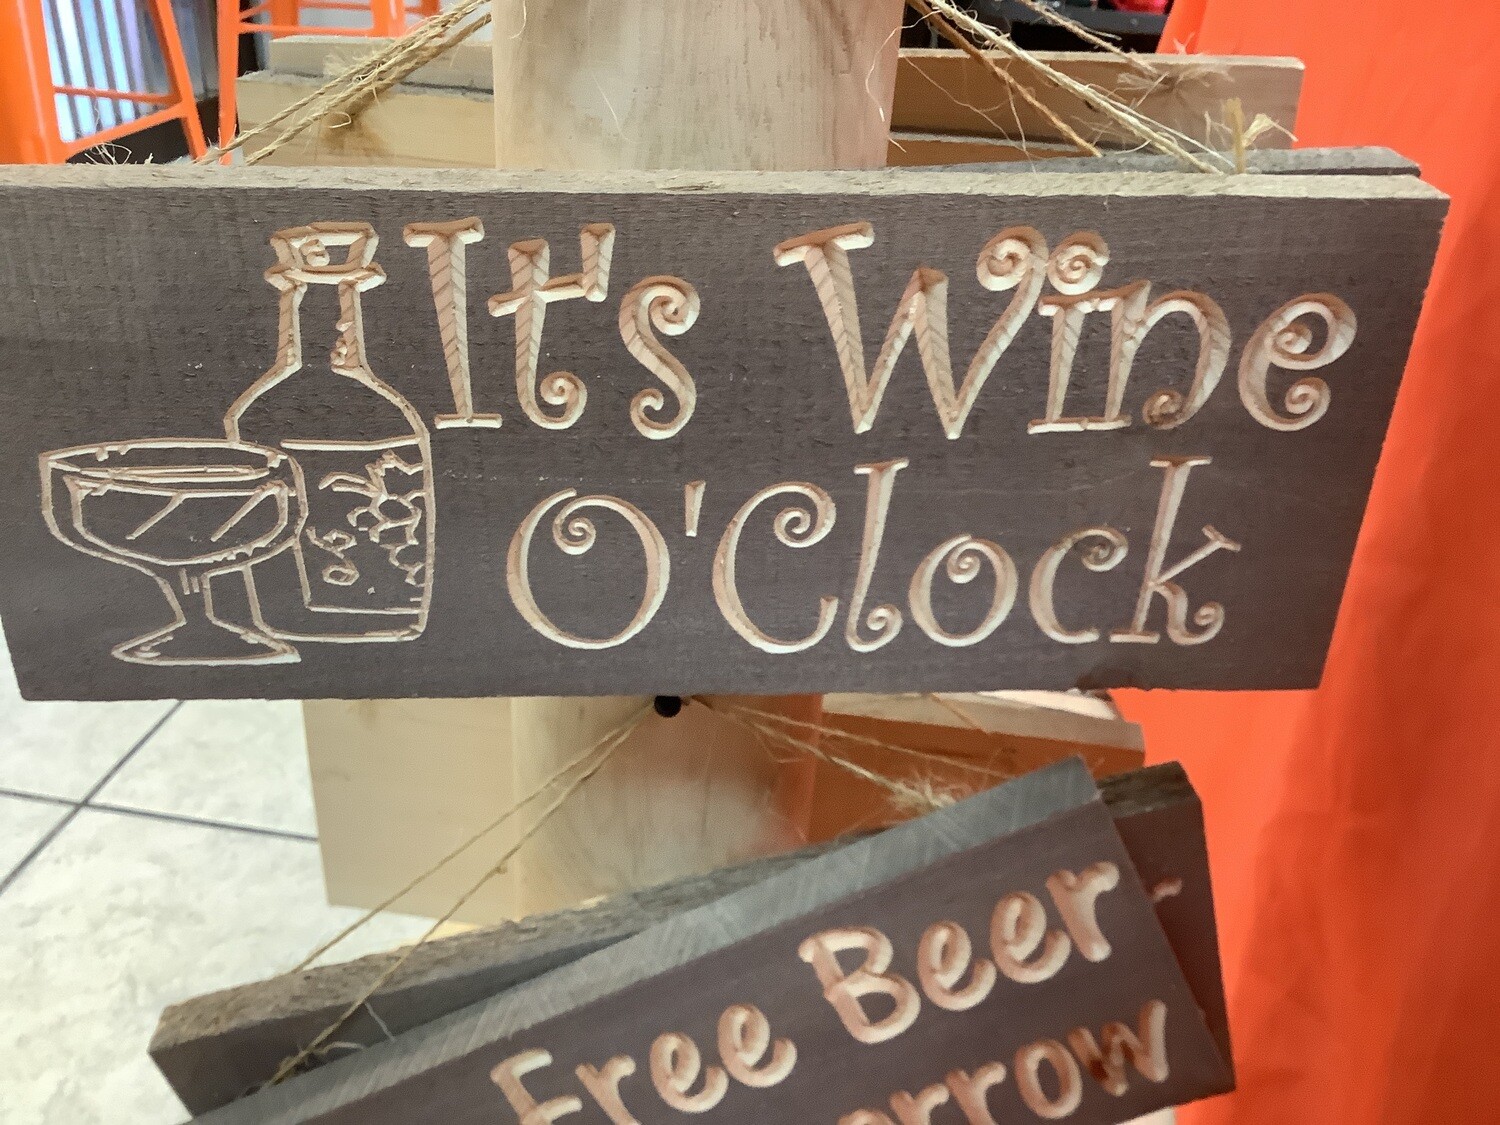 It's Wine
O'Clock
Free Beer